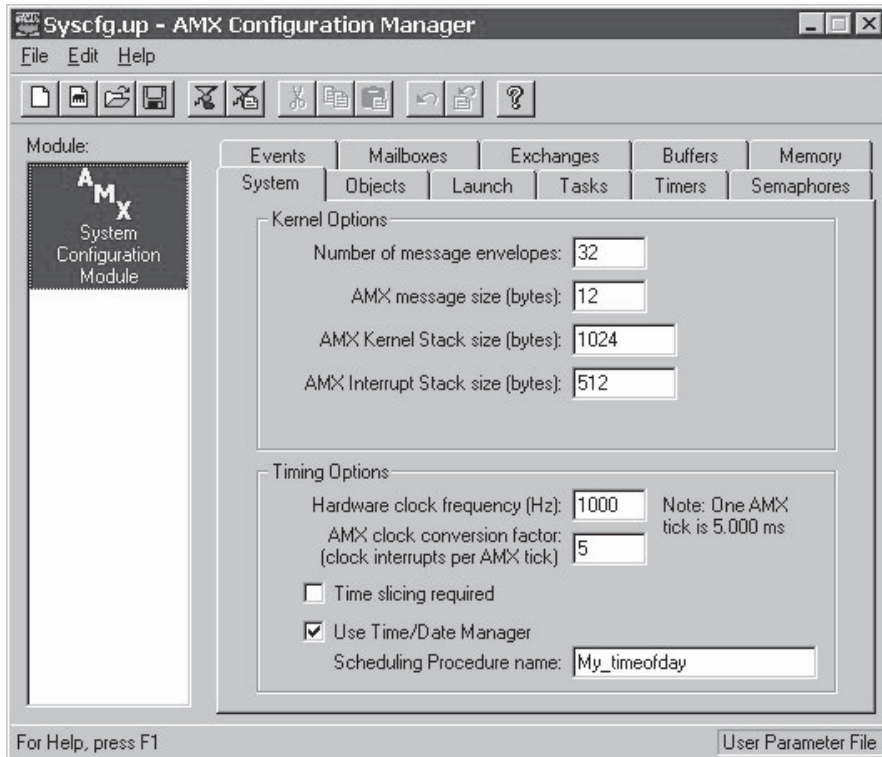 Syscfg.up - AMX Configuration Manager
File Edit Help
Module:
AMX
System
Configuration
Module
Events Mailboxes Exchanges Buffers Memory
System Objects Launch Tasks Timers Semaphores
Kernel Options
Number of message envelopes: 32
AMX message size (bytes): 12
AMX Kernel Stack size (bytes): 1024
AMX Interrupt Stack size (bytes): 512
Timing Options
Hardware clock frequency (Hz): 1000
Note: One AMX
tick is 5.000 ms
AMX clock conversion factor:
(clock interrupts per AMX tick) 5
Time slicing required
Use Time/Date Manager
Scheduling Procedure name: My_timeofday
For Help, press F1
User Parameter File